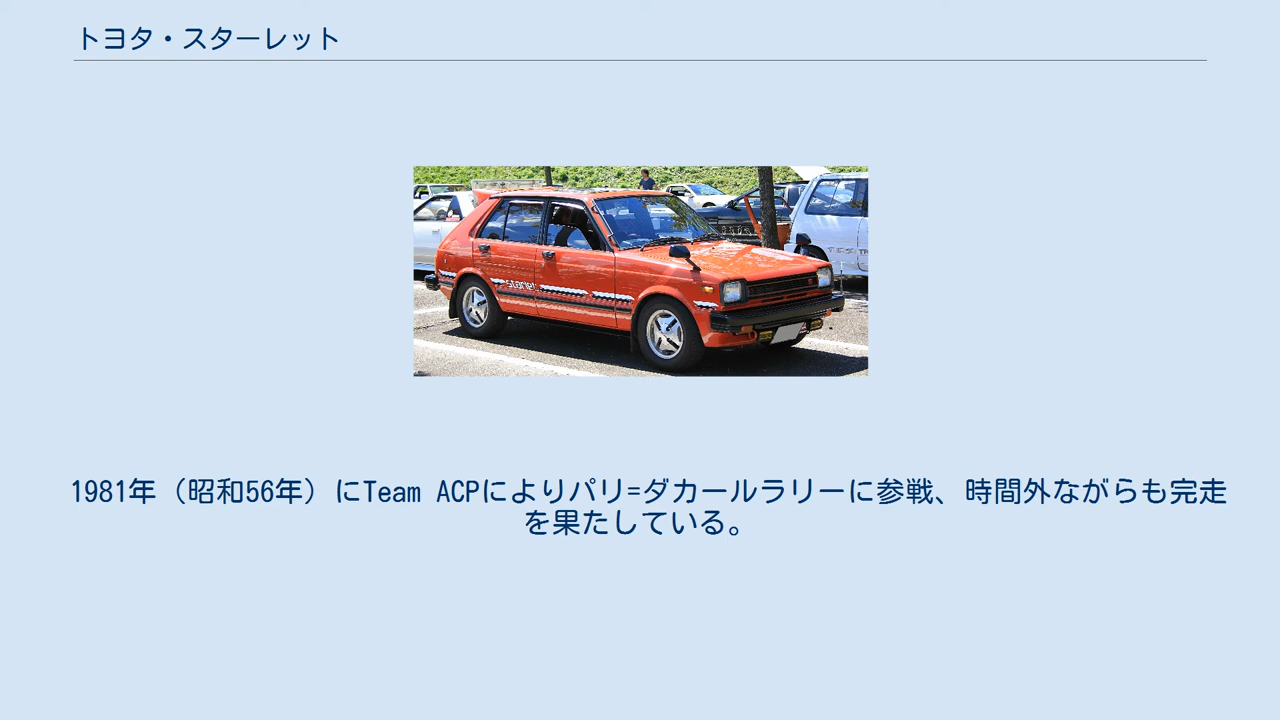 トヨタ・スターレット
starlet
1981年（昭和56年）にTeam ACPによりパリ=ダカールラリーに参戦、時間外ながらも完走
を果たしている。